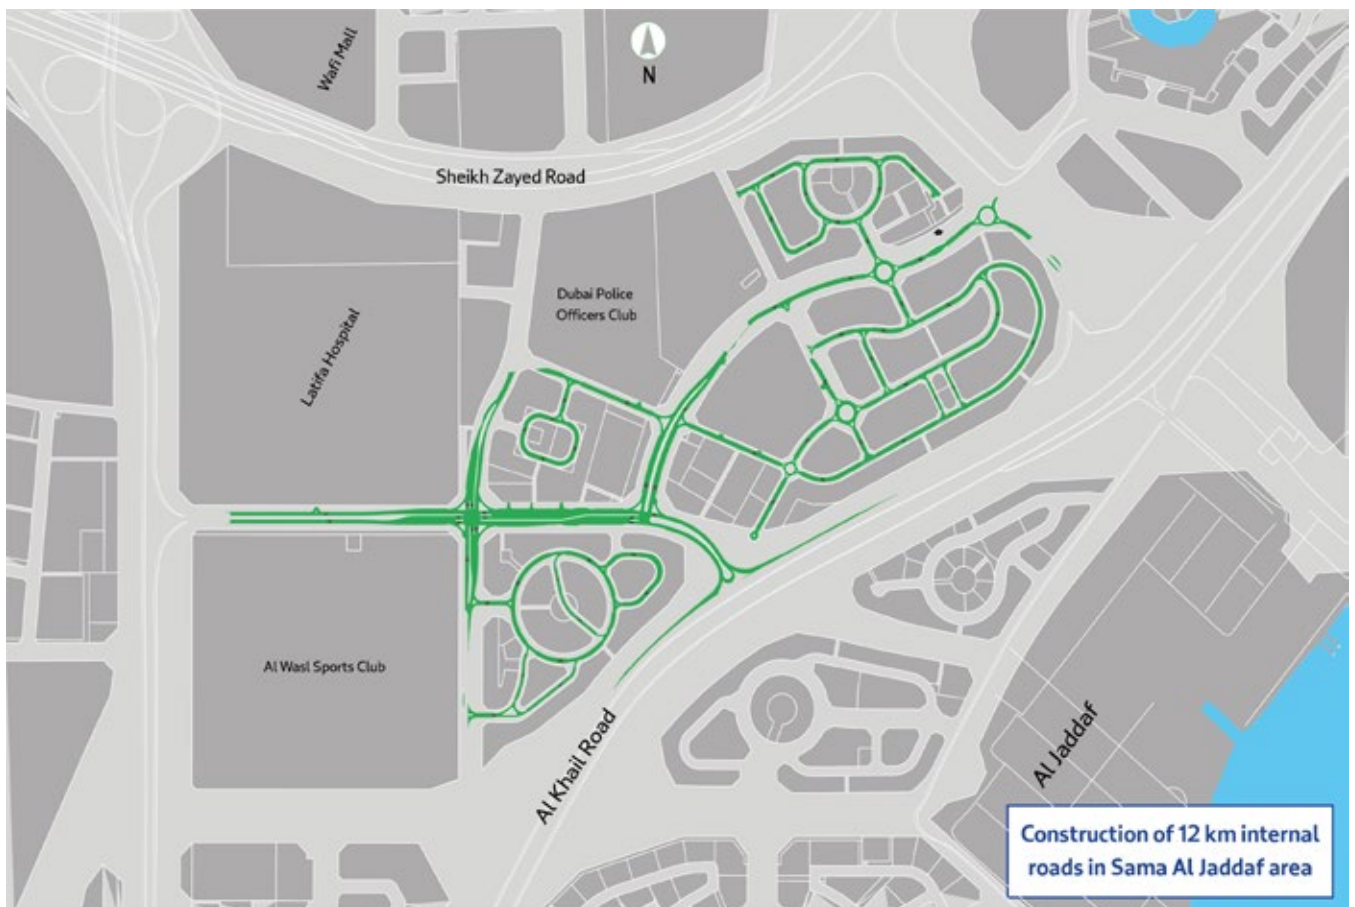 Wafi Mall
N
Sheikh Zayed Road
Dubai Police
Officers Club
Latifa Hospital
Al Wasl Sports Club
Al Khail Road
Al Jaddaf
Construction of 12 km internal
roads in Sama Al Jaddaf area